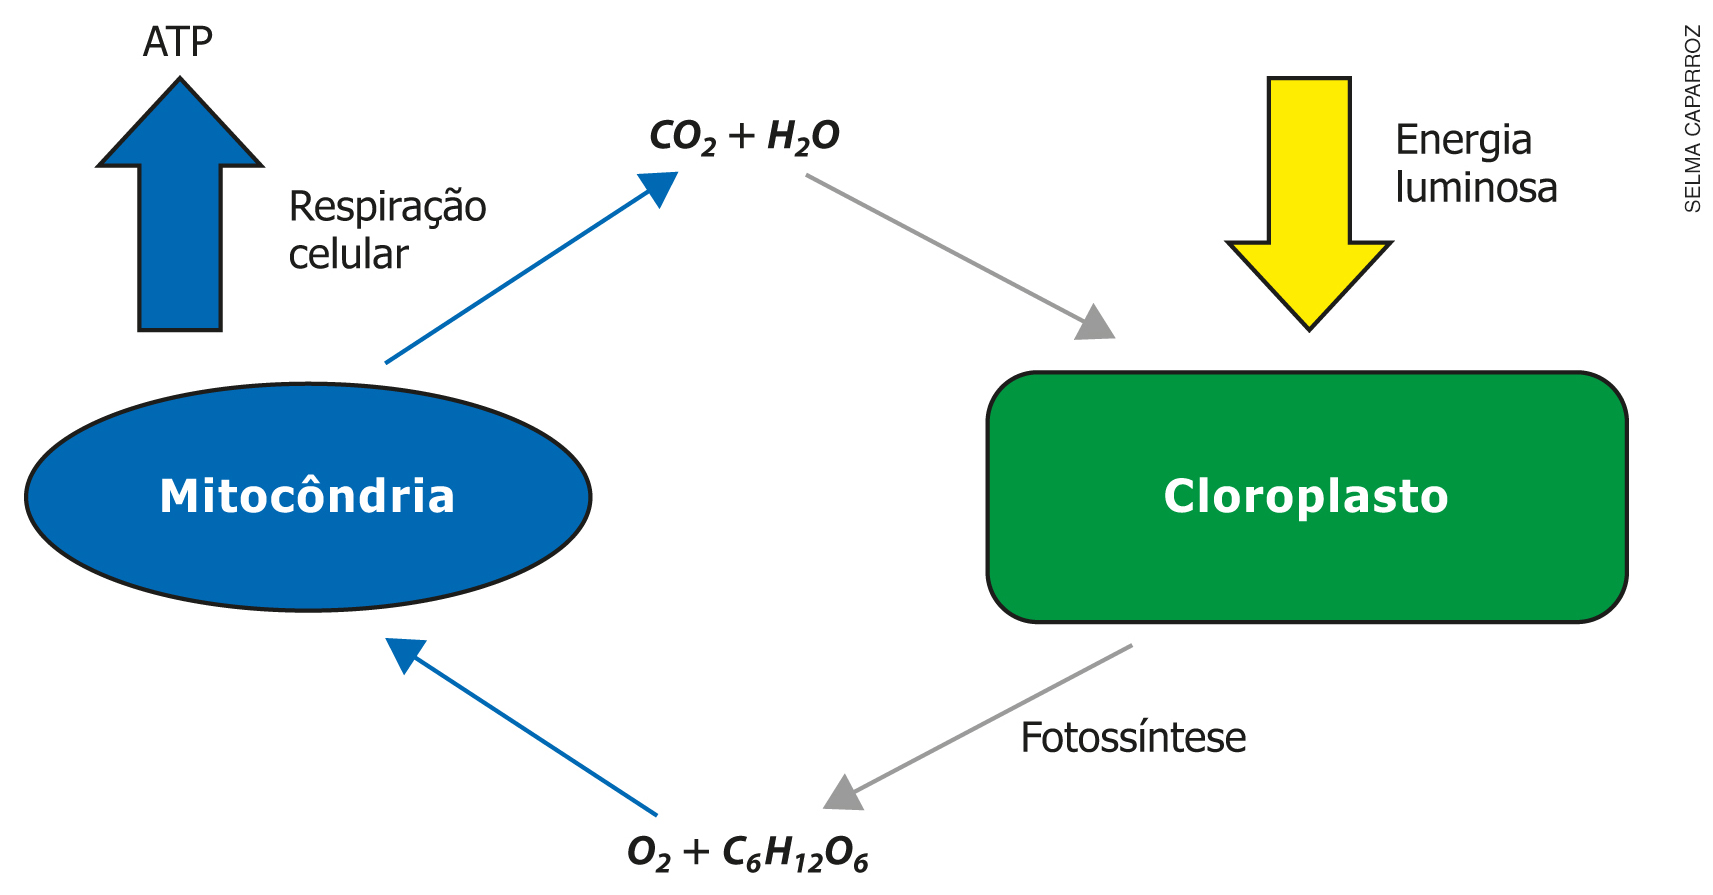 ATP
CO₂ + H₂O
Energia
luminosa
SELMA CAPARROZ
Respiração
celular
Mitocôndria
Cloroplasto
Fotossíntese
O₂ + C₆H₁₂O₆